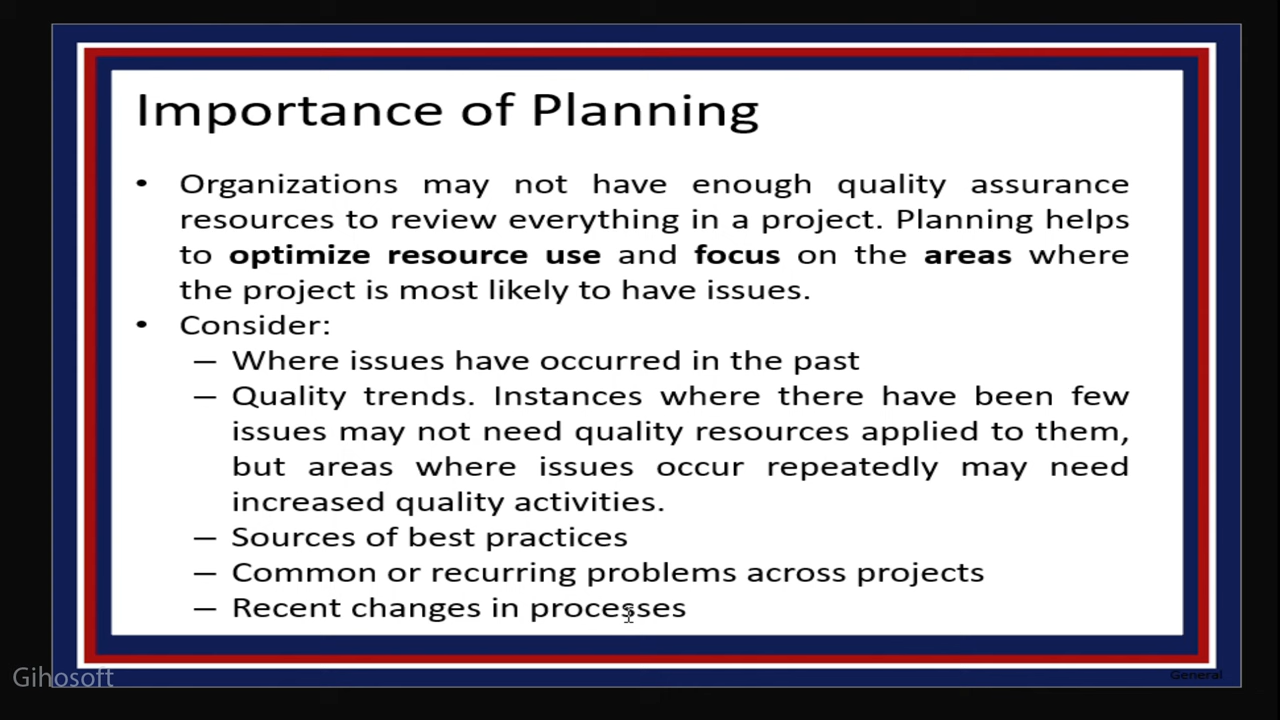 Importance of Planning
• Organizations may not have enough quality assurance
resources to review everything in a project. Planning helps
to optimize resource use and focus on the areas where
the project is most likely to have issues.
• Consider:
– Where issues have occurred in the past
– Quality trends. Instances where there have been few
issues may not need quality resources applied to them,
but areas where issues occur repeatedly may need
increased quality activities.
– Sources of best practices
– Common or recurring problems across projects
– Recent changes in processes
Gihosoft
General